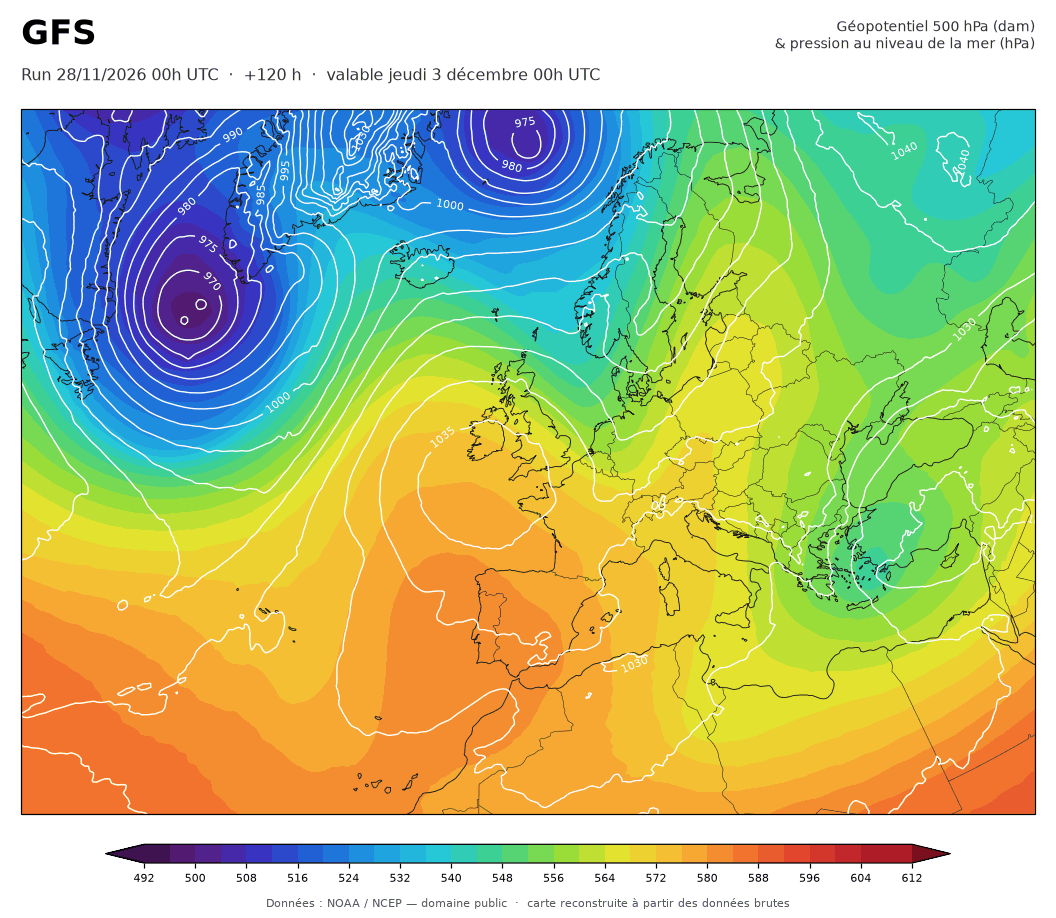 GFS
Géopotentiel 500 hPa (dam)
& pression au niveau de la mer (hPa)
Run 28/11/2026 00h UTC · +120 h · valable jeudi 3 décembre 00h UTC
975
990
1040
1040
995
980
985
980
1000
975
970
1030
1000
1035
1030
492 500 508 516 524 532 540 548 556 564 572 580 588 596 604 612
Données : NOAA / NCEP — domaine public · carte reconstruite à partir des données brutes